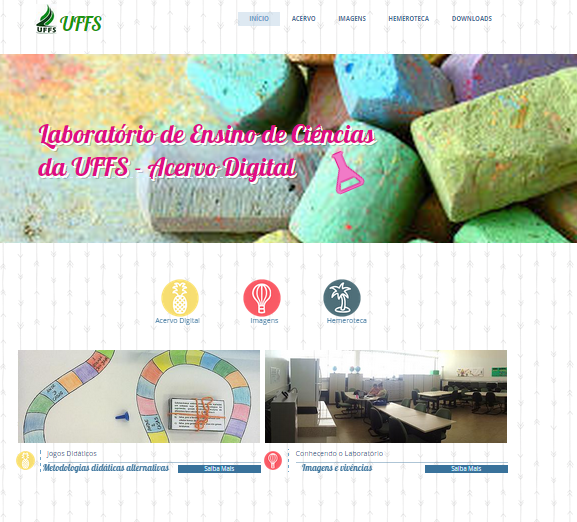 UFFS UFFS
INÍCIO ACERVO IMAGENS HEMEROTECA DOWNLOADS
Laboratório de Ensino de Ciências
da UFFS - Acervo Digital
Acervo Digital Imagens Hemeroteca
Jogos Didáticos
Metodologias didáticas alternativas Saiba Mais
Conhecendo o Laboratório
Imagens e vivências Saiba Mais